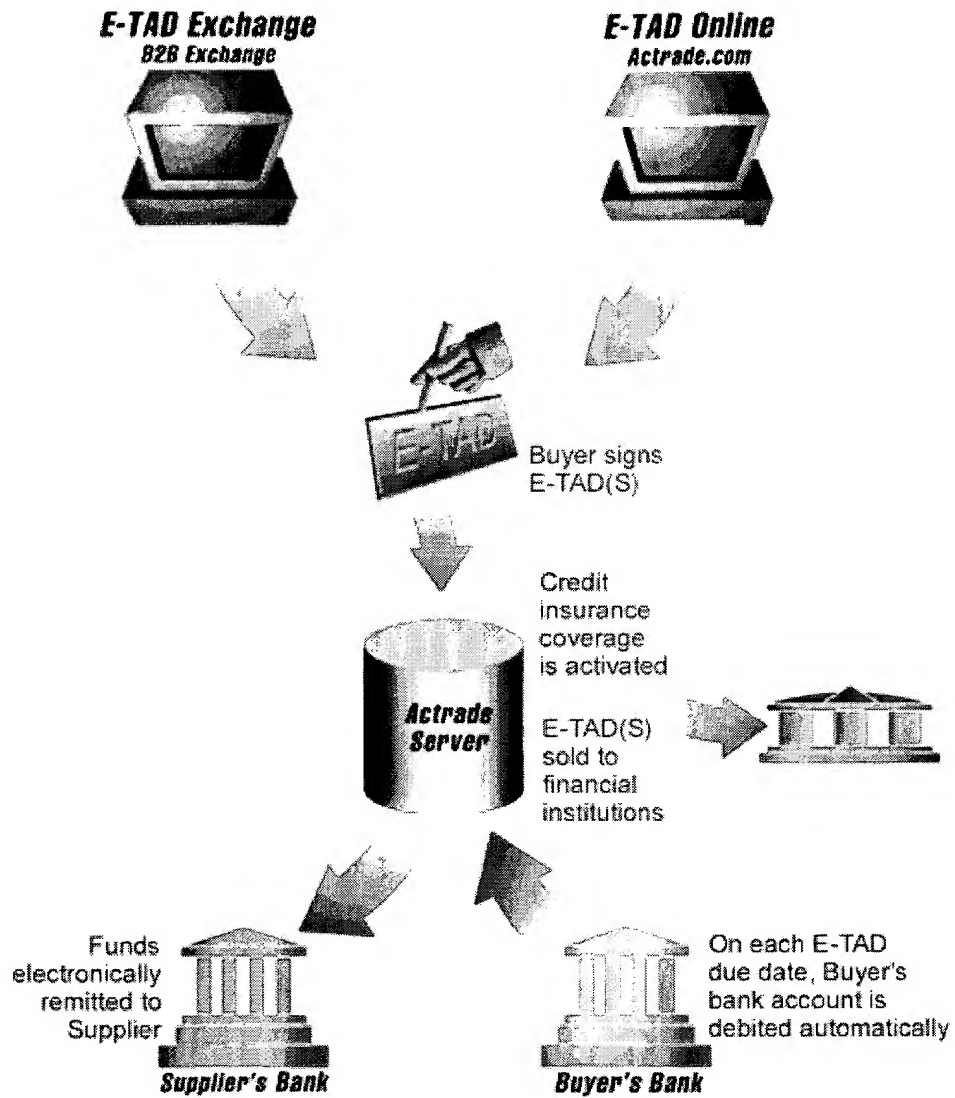 E-TAD Exchange
B2B Exchange
E-TAD Online
Actrade.com
E-TAD
Buyer signs
E-TAD(S)
Credit
insurance
coverage
is activated
Actrade
Server
E-TAD(S)
sold to
financial
institutions
Funds
electronically
remitted to
Supplier
Supplier's Bank
On each E-TAD
due date, Buyer's
bank account is
debited automatically
Buyer's Bank